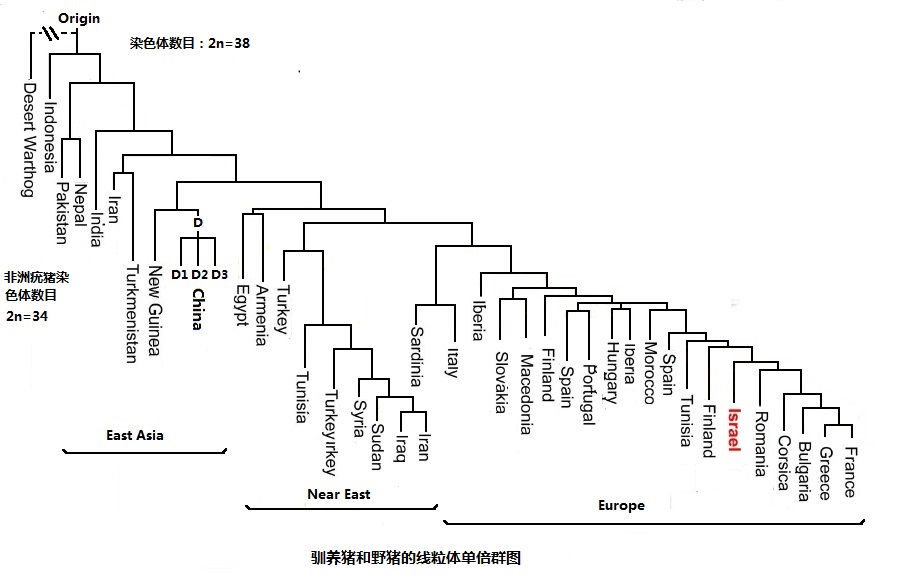 Origin
染色体数目：2n=38
Desert Warthog
Indonesia
Pakistan
Nepal
India
Iran
Turkmenistan
New Guinea
D
D1 D2 D3
China
非洲疣猪染
色体数目
2n=34
Egypt
Armenia
Turkey
Tunisia
Turkeyırkey
Syria
Sudan
Iraq
Iran
Sardinia
Italy
Iberia
Slovakia
Macedonia
Finland
Spain
Portugal
Hungary
Iberia
Morocco
Spain
Tunisia
Finland
Israel
Romania
Corsica
Bulgaria
Greece
France
East Asia
Near East
Europe
驯养猪和野猪的线粒体单倍群图